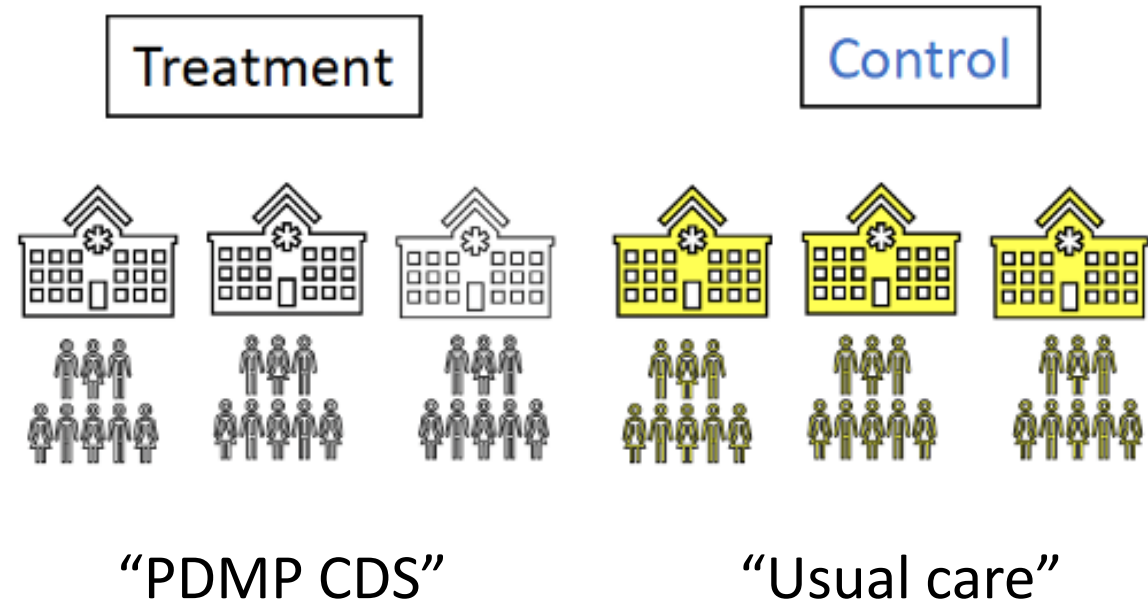 Treatment
Control
“PDMP CDS”
“Usual care”